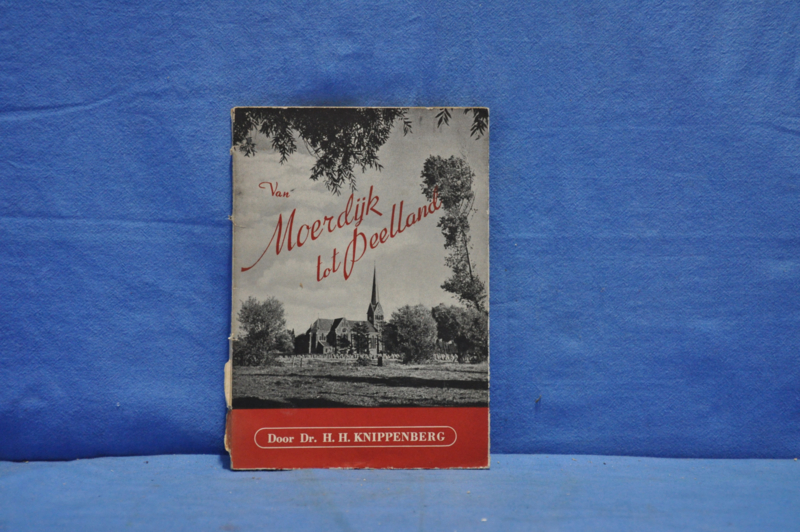 Van
Moerdijk
tot Peelland
Door Dr. H. H. KNIPPENBERG